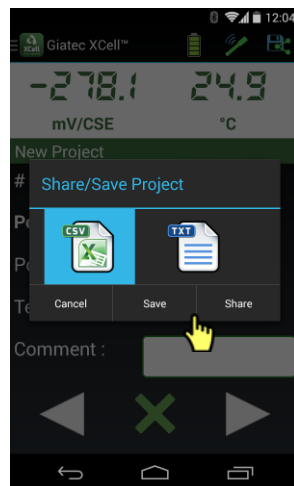 12:04
XCell Giatec XCell™
-278.1 24.9
mV/CSE °C
New Project
#
Share/Save Project
CSV TXT
Cancel Save Share
Comment :